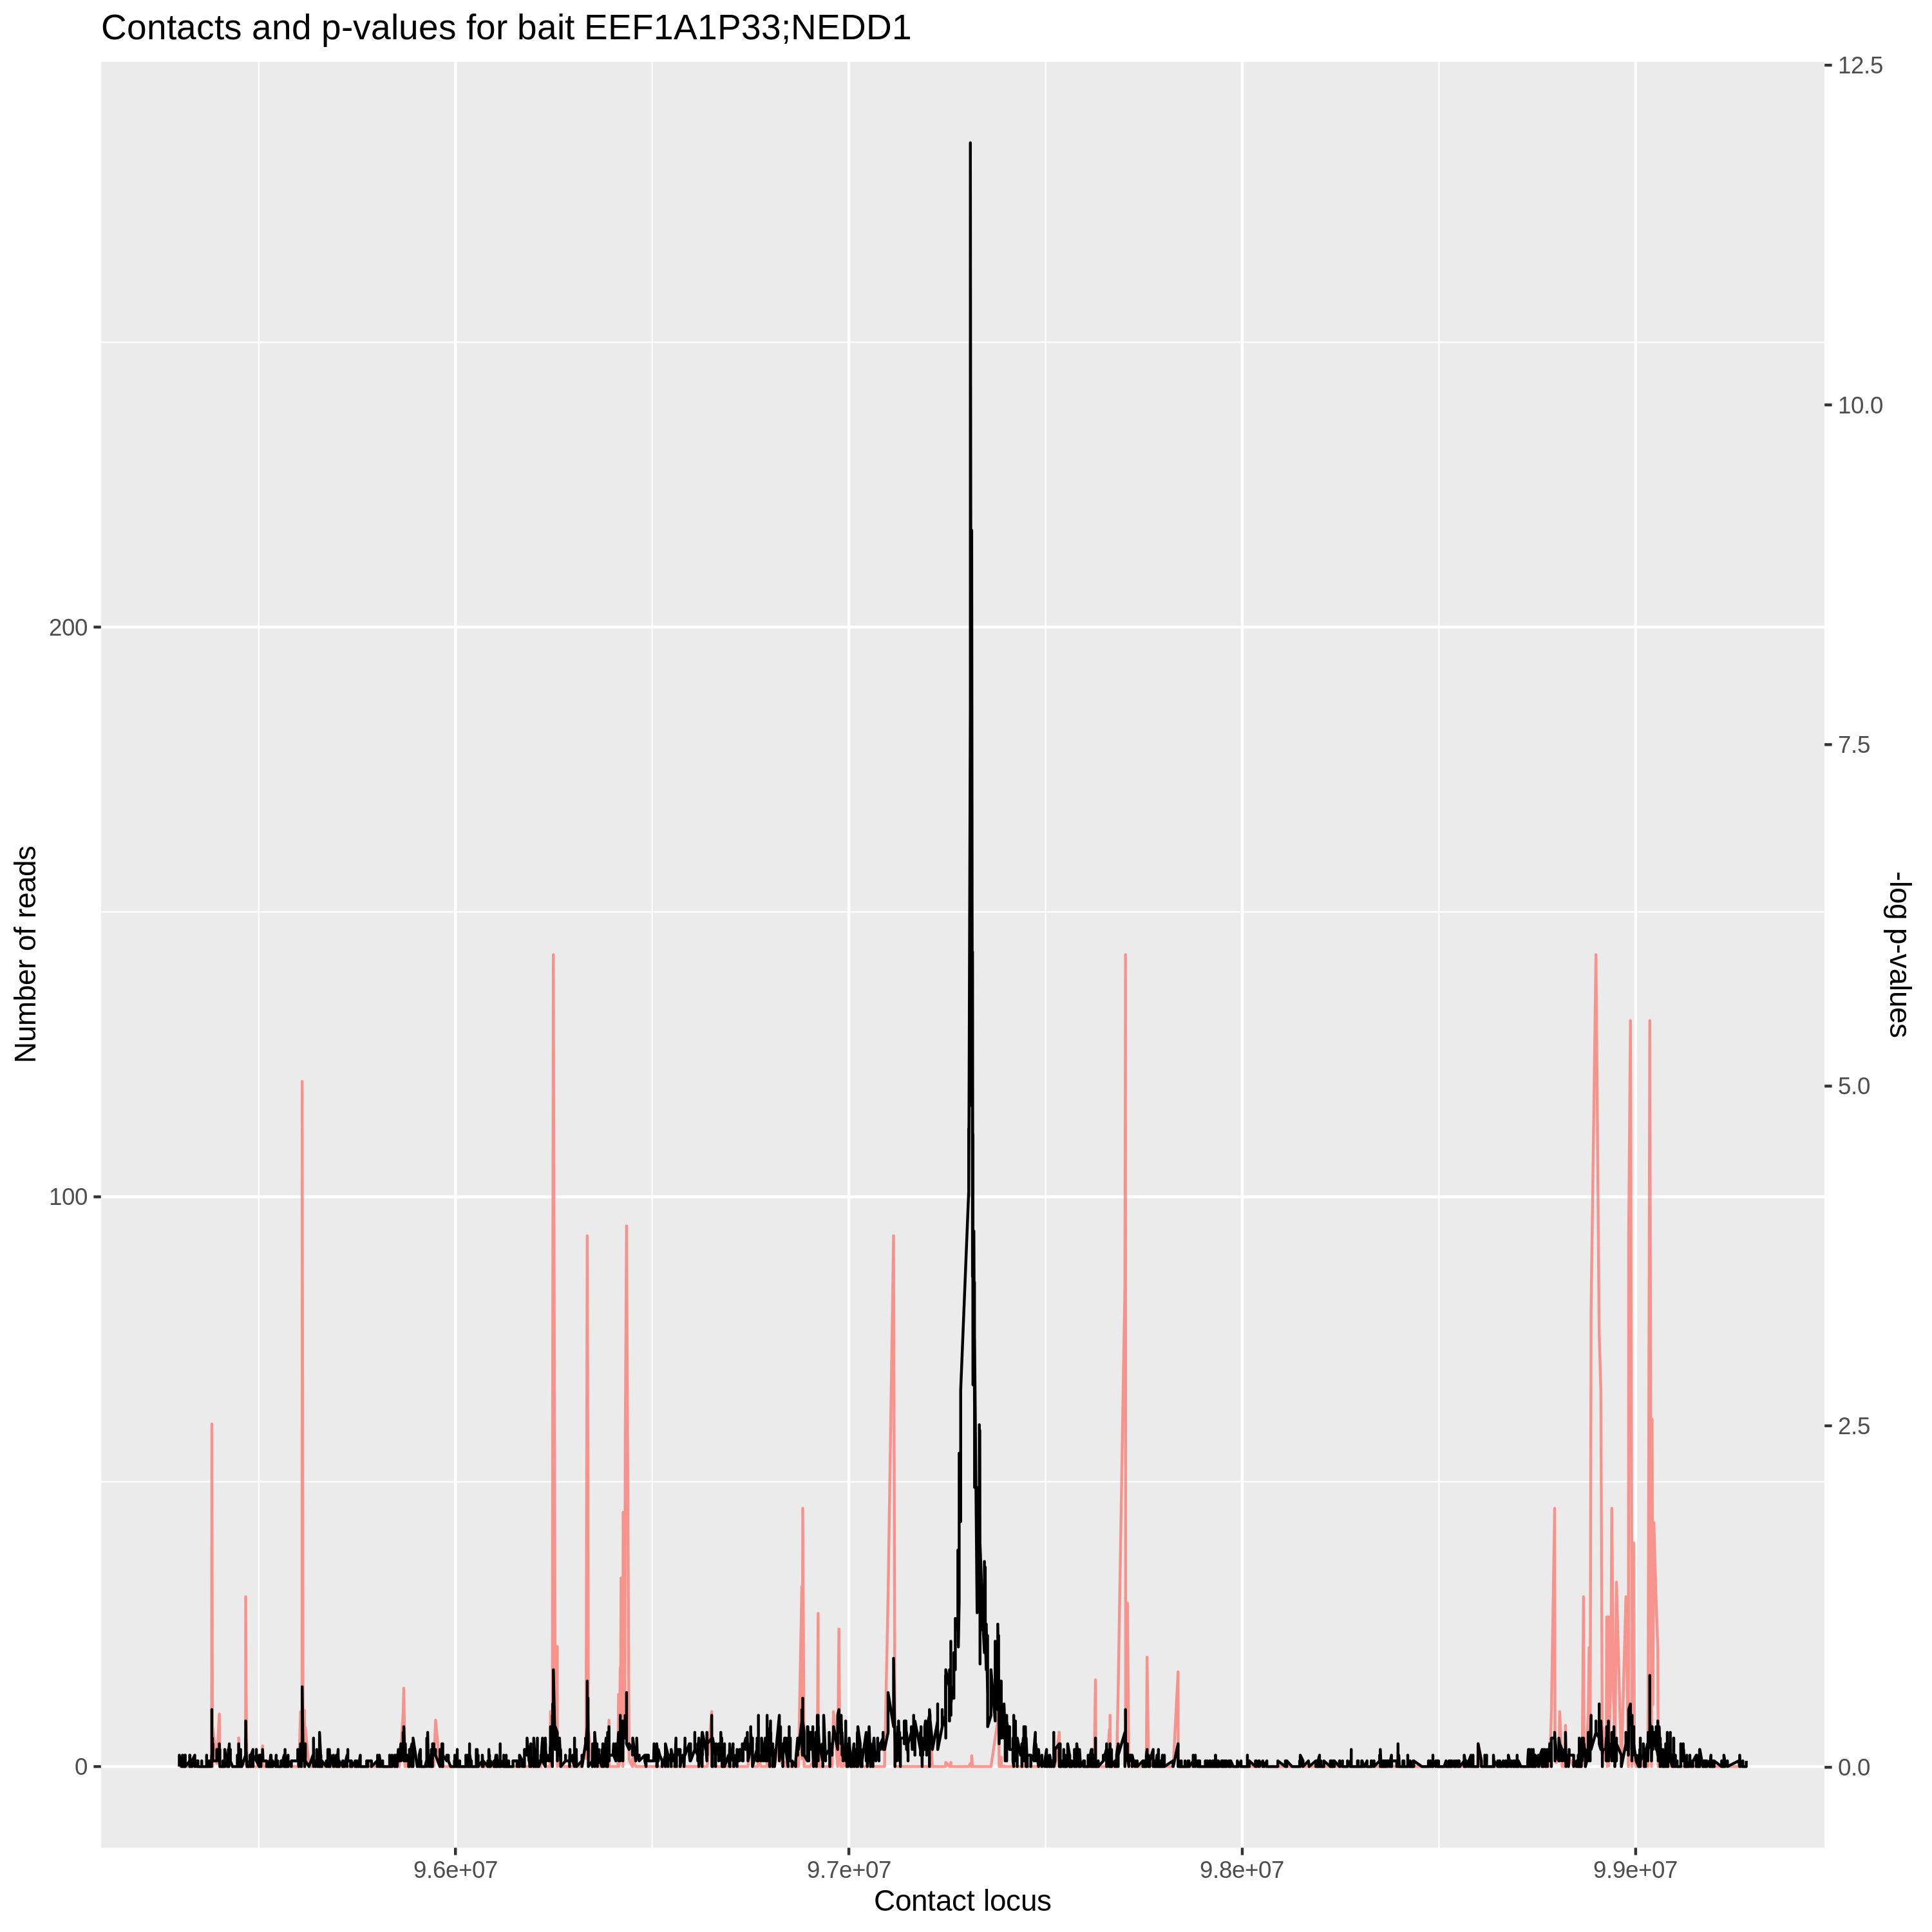 Contacts and p-values for bait EEF1A1P33;NEDD1
Number of reads
200
100
0
12.5
10.0
7.5
5.0
2.5
0.0
-log p-values
9.6e+07
9.7e+07
9.8e+07
9.9e+07
Contact locus